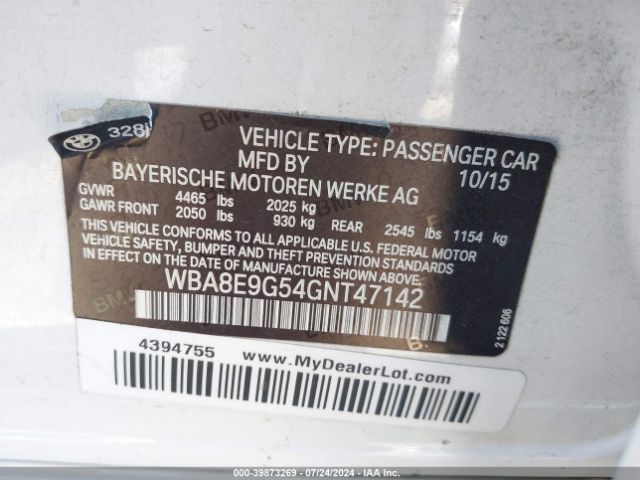 328i
VEHICLE TYPE: PASSENGER CAR
MFD BY 10/15
BAYERISCHE MOTOREN WERKE AG
GVWR 4465 lbs 2025 kg
GAWR FRONT 2050 lbs 930 kg REAR 2545 lbs 1154 kg
THIS VEHICLE CONFORMS TO ALL APPLICABLE U.S. FEDERAL MOTOR
VEHICLE SAFETY, BUMPER AND THEFT PREVENTION STANDARDS
IN EFFECT ON THE DATE OF MANUFACTURE SHOWN ABOVE.
WBA8E9G54GNT47142
2 122 606
4394755 www.MyDealerLot.com
000-39873269 - 07/24/2024 - IAA Inc.